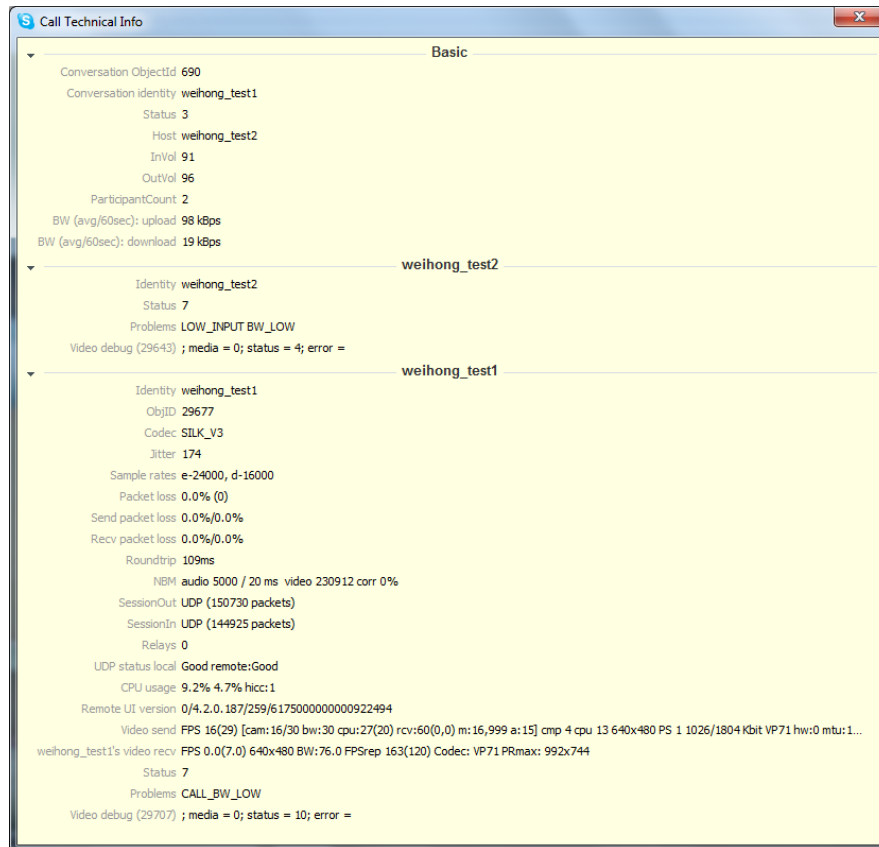 Call Technical Info
Basic
Conversation ObjectId 690
Conversation identity weihong_test1
Status 3
Host weihong_test2
InVol 91
OutVol 96
ParticipantCount 2
BW (avg/60sec): upload 98 kBps
BW (avg/60sec): download 19 kBps
weihong_test2
Identity weihong_test2
Status 7
Problems LOW_INPUT BW_LOW
Video debug (29643) ; media = 0; status = 4; error =
weihong_test1
Identity weihong_test1
ObjID 29677
Codec SILK_V3
Jitter 174
Sample rates e-24000, d-16000
Packet loss 0.0% (0)
Send packet loss 0.0%/0.0%
Recv packet loss 0.0%/0.0%
Roundtrip 109ms
NBM audio 5000 / 20 ms video 230912 corr 0%
SessionOut UDP (150730 packets)
SessionIn UDP (144925 packets)
Relays 0
UDP status local Good remote:Good
CPU usage 9.2% 4.7% hicc:1
Remote UI version 0/4.2.0.187/259/6175000000000922494
Video send FPS 16(29) [cam:16/30 bw:30 cpu:27(20) rcv:60(0,0) m:16,999 a:15] cmp 4 cpu 13 640x480 PS 1 1026/1804 Kbit VP71 hw:0 mtu:1...
weihong_test1's video recv FPS 0.0(7.0) 640x480 BW:76.0 FPSrep 163(120) Codec: VP71 PRmax: 992x744
Status 7
Problems CALL_BW_LOW
Video debug (29707) ; media = 0; status = 10; error =